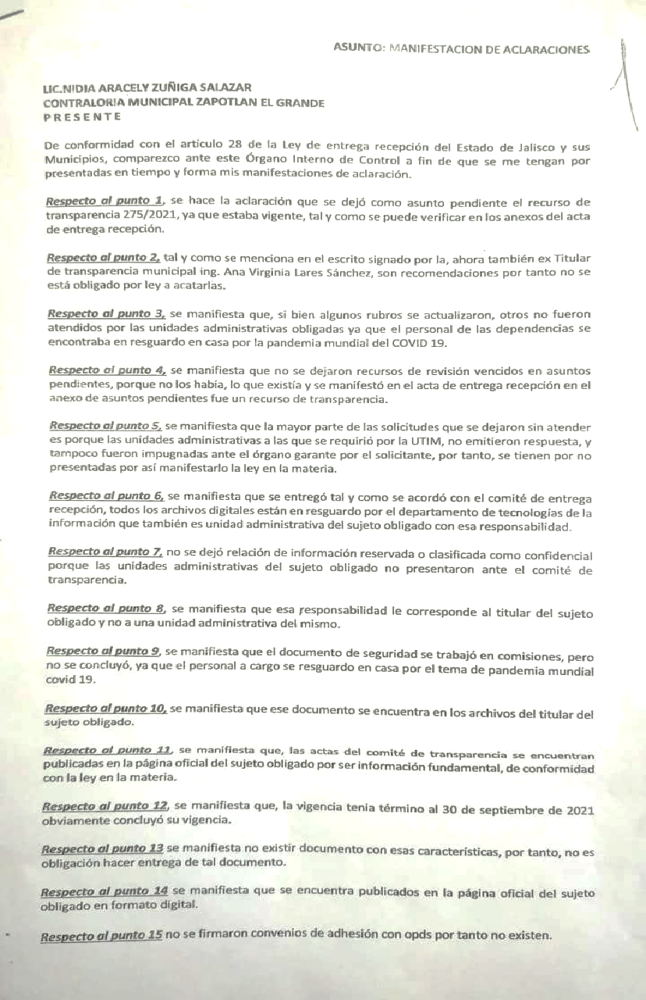 ASUNTO: MANIFESTACION DE ACLARACIONES
LIC.NIDIA ARACELY ZUÑIGA SALAZAR
CONTRALORIA MUNICIPAL ZAPOTLAN EL GRANDE
P R E S E N T E
De conformidad con el articulo 28 de la Ley de entrega recepción del Estado de Jalisco y sus
Municipios, comparezco ante este Órgano Interno de Control a fin de que se me tengan por
presentadas en tiempo y forma mis manifestaciones de aclaración.
Respecto al punto 1, se hace la aclaración que se dejó como asunto pendiente el recurso de
transparencia 275/2021, ya que estaba vigente, tal y como se puede verificar en los anexos del acta
de entrega recepción.
Respecto al punto 2, tal y como se menciona en el escrito signado por la, ahora también ex Titular
de transparencia municipal ing. Ana Virginia Lares Sánchez, son recomendaciones por tanto no se
está obligado por ley a acatarlas.
Respecto al punto 3, se manifiesta que, si bien algunos rubros se actualizaron, otros no fueron
atendidos por las unidades administrativas obligadas ya que el personal de las dependencias se
encontraba en resguardo en casa por la pandemia mundial del COVID 19.
Respecto al punto 4, se manifiesta que no se dejaron recursos de revisión vencidos en asuntos
pendientes, porque no los había, lo que existía y se manifestó en el acta de entrega recepción en el
anexo de asuntos pendientes fue un recurso de transparencia.
Respecto al punto 5, se manifiesta que la mayor parte de las solicitudes que se dejaron sin atender
es porque las unidades administrativas a las que se requirió por la UTIM, no emitieron respuesta, y
tampoco fueron impugnadas ante el órgano garante por el solicitante, por tanto, se tienen por no
presentadas por así manifestarlo la ley en la materia.
Respecto al punto 6, se manifiesta que se entregó tal y como se acordó con el comité de entrega
recepción, todos los archivos digitales están en resguardo por el departamento de tecnologías de la
información que también es unidad administrativa del sujeto obligado con esa responsabilidad.
Respecto al punto 7, no se dejó relación de información reservada o clasificada como confidencial
porque las unidades administrativas del sujeto obligado no presentaron ante el comité de
transparencia.
Respecto al punto 8, se manifiesta que esa responsabilidad le corresponde al titular del sujeto
obligado y no a una unidad administrativa del mismo.
Respecto al punto 9, se manifiesta que el documento de seguridad se trabajó en comisiones, pero
no se concluyó, ya que el personal a cargo se resguardo en casa por el tema de pandemia mundial
covid 19.
Respecto al punto 10, se manifiesta que ese documento se encuentra en los archivos del titular del
sujeto obligado.
Respecto al punto 11, se manifiesta que, las actas del comité de transparencia se encuentran
publicadas en la página oficial del sujeto obligado por ser información fundamental, de conformidad
con la ley en la materia.
Respecto al punto 12, se manifiesta que, la vigencia tenia término al 30 de septiembre de 2021
obviamente concluyó su vigencia.
Respecto al punto 13 se manifiesta no existir documento con esas características, por tanto, no es
obligación hacer entrega de tal documento.
Respecto al punto 14 se manifiesta que se encuentra publicados en la página oficial del sujeto
obligado en formato digital.
Respecto al punto 15 no se firmaron convenios de adhesión con opds por tanto no existen.